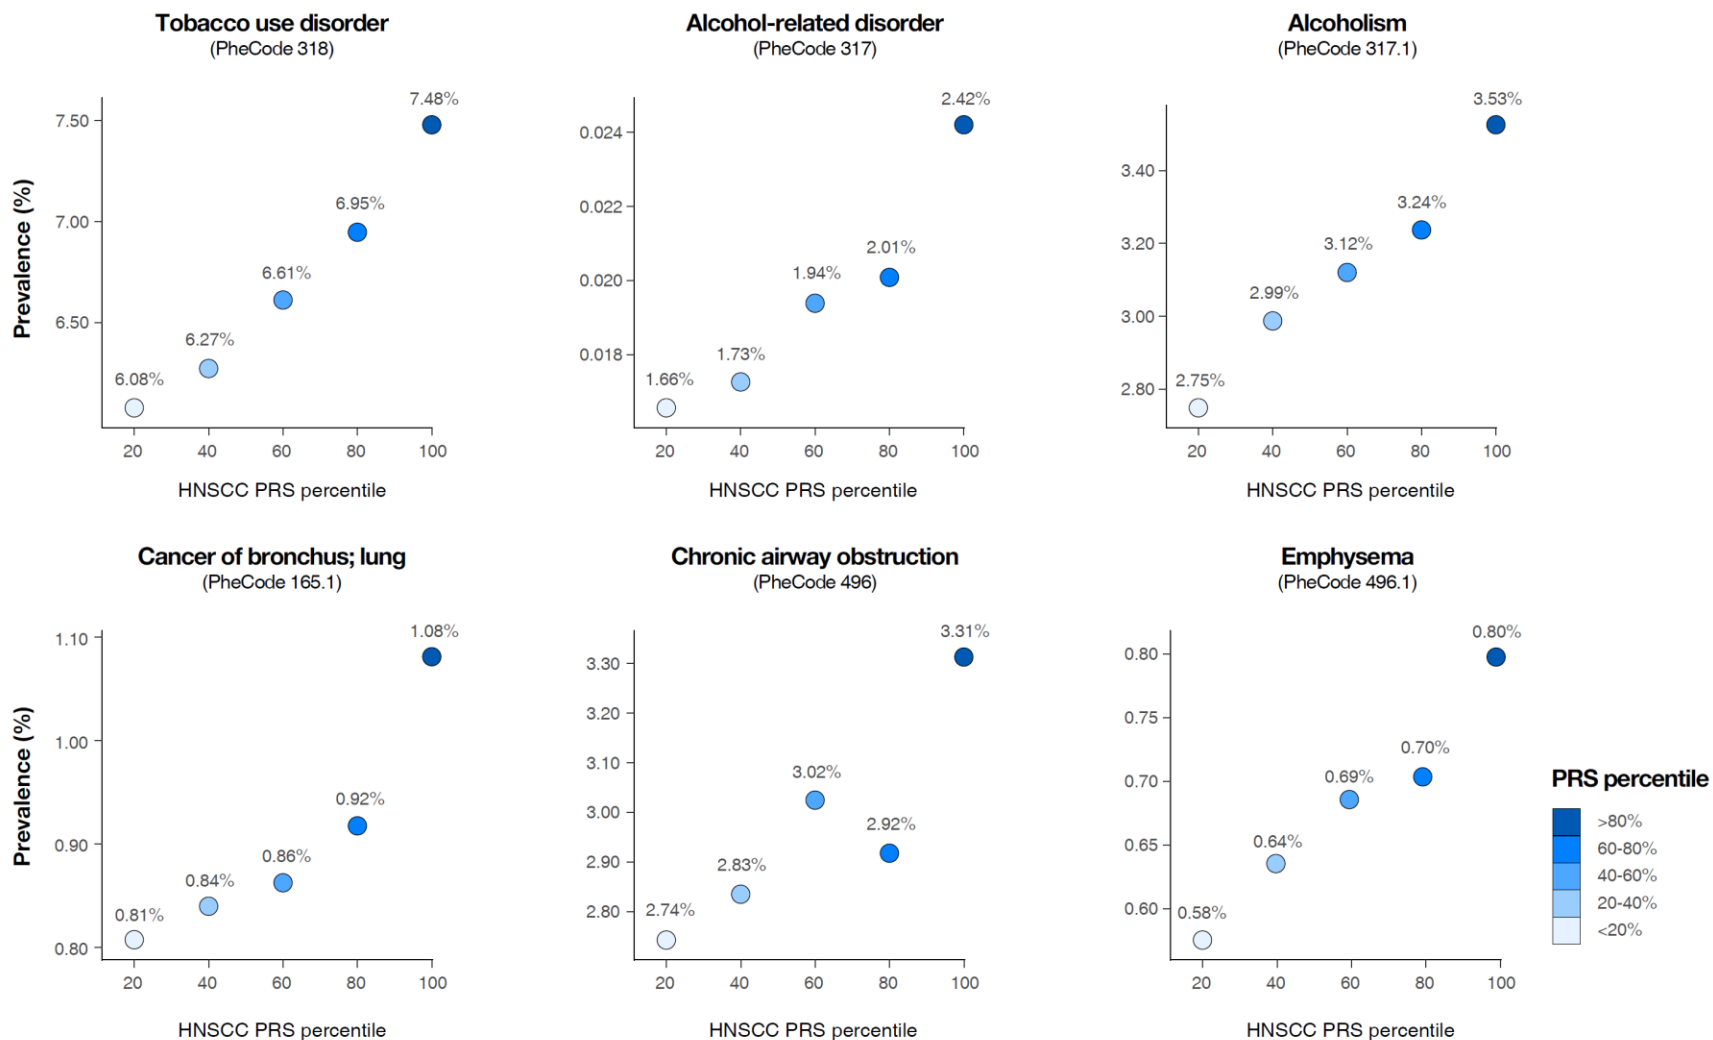 Tobacco use disorder
(PheCode 318)
Prevalence (%)
7.50
7.00
6.50
6.08%
6.27%
6.61%
6.95%
7.48%
20 40 60 80 100
HNSCC PRS percentile
Alcohol-related disorder
(PheCode 317)
0.024
0.022
0.020
0.018
1.66%
1.73%
1.94%
2.01%
2.42%
20 40 60 80 100
HNSCC PRS percentile
Alcoholism
(PheCode 317.1)
3.40
3.20
3.00
2.80
2.75%
2.99%
3.12%
3.24%
3.53%
20 40 60 80 100
HNSCC PRS percentile
Cancer of bronchus; lung
(PheCode 165.1)
Prevalence (%)
1.10
1.00
0.90
0.80
0.81%
0.84%
0.86%
0.92%
1.08%
20 40 60 80 100
HNSCC PRS percentile
Chronic airway obstruction
(PheCode 496)
3.30
3.20
3.10
3.00
2.90
2.80
2.74%
2.83%
3.02%
2.92%
3.31%
20 40 60 80 100
HNSCC PRS percentile
Emphysema
(PheCode 496.1)
0.80
0.75
0.70
0.65
0.60
0.58%
0.64%
0.69%
0.70%
0.80%
20 40 60 80 100
HNSCC PRS percentile
PRS percentile
>80%
60-80%
40-60%
20-40%
<20%